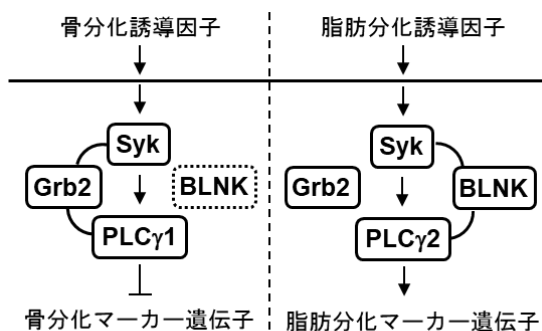 骨分化誘導因子
脂肪分化誘導因子
Syk
Grb2
BLNK
PLCγ1
骨分化マーカー遺伝子
Syk
Grb2
BLNK
PLCγ2
脂肪分化マーカー遺伝子